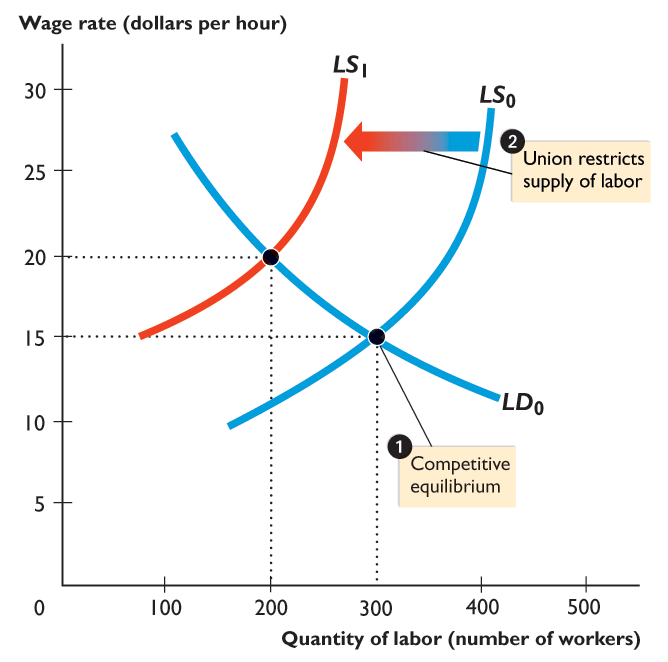 Wage rate (dollars per hour)
LS1
LS0
30
2
Union restricts
supply of labor
25
20
15
LD0
10
1
Competitive
equilibrium
5
0
100
200
300
400
500
Quantity of labor (number of workers)